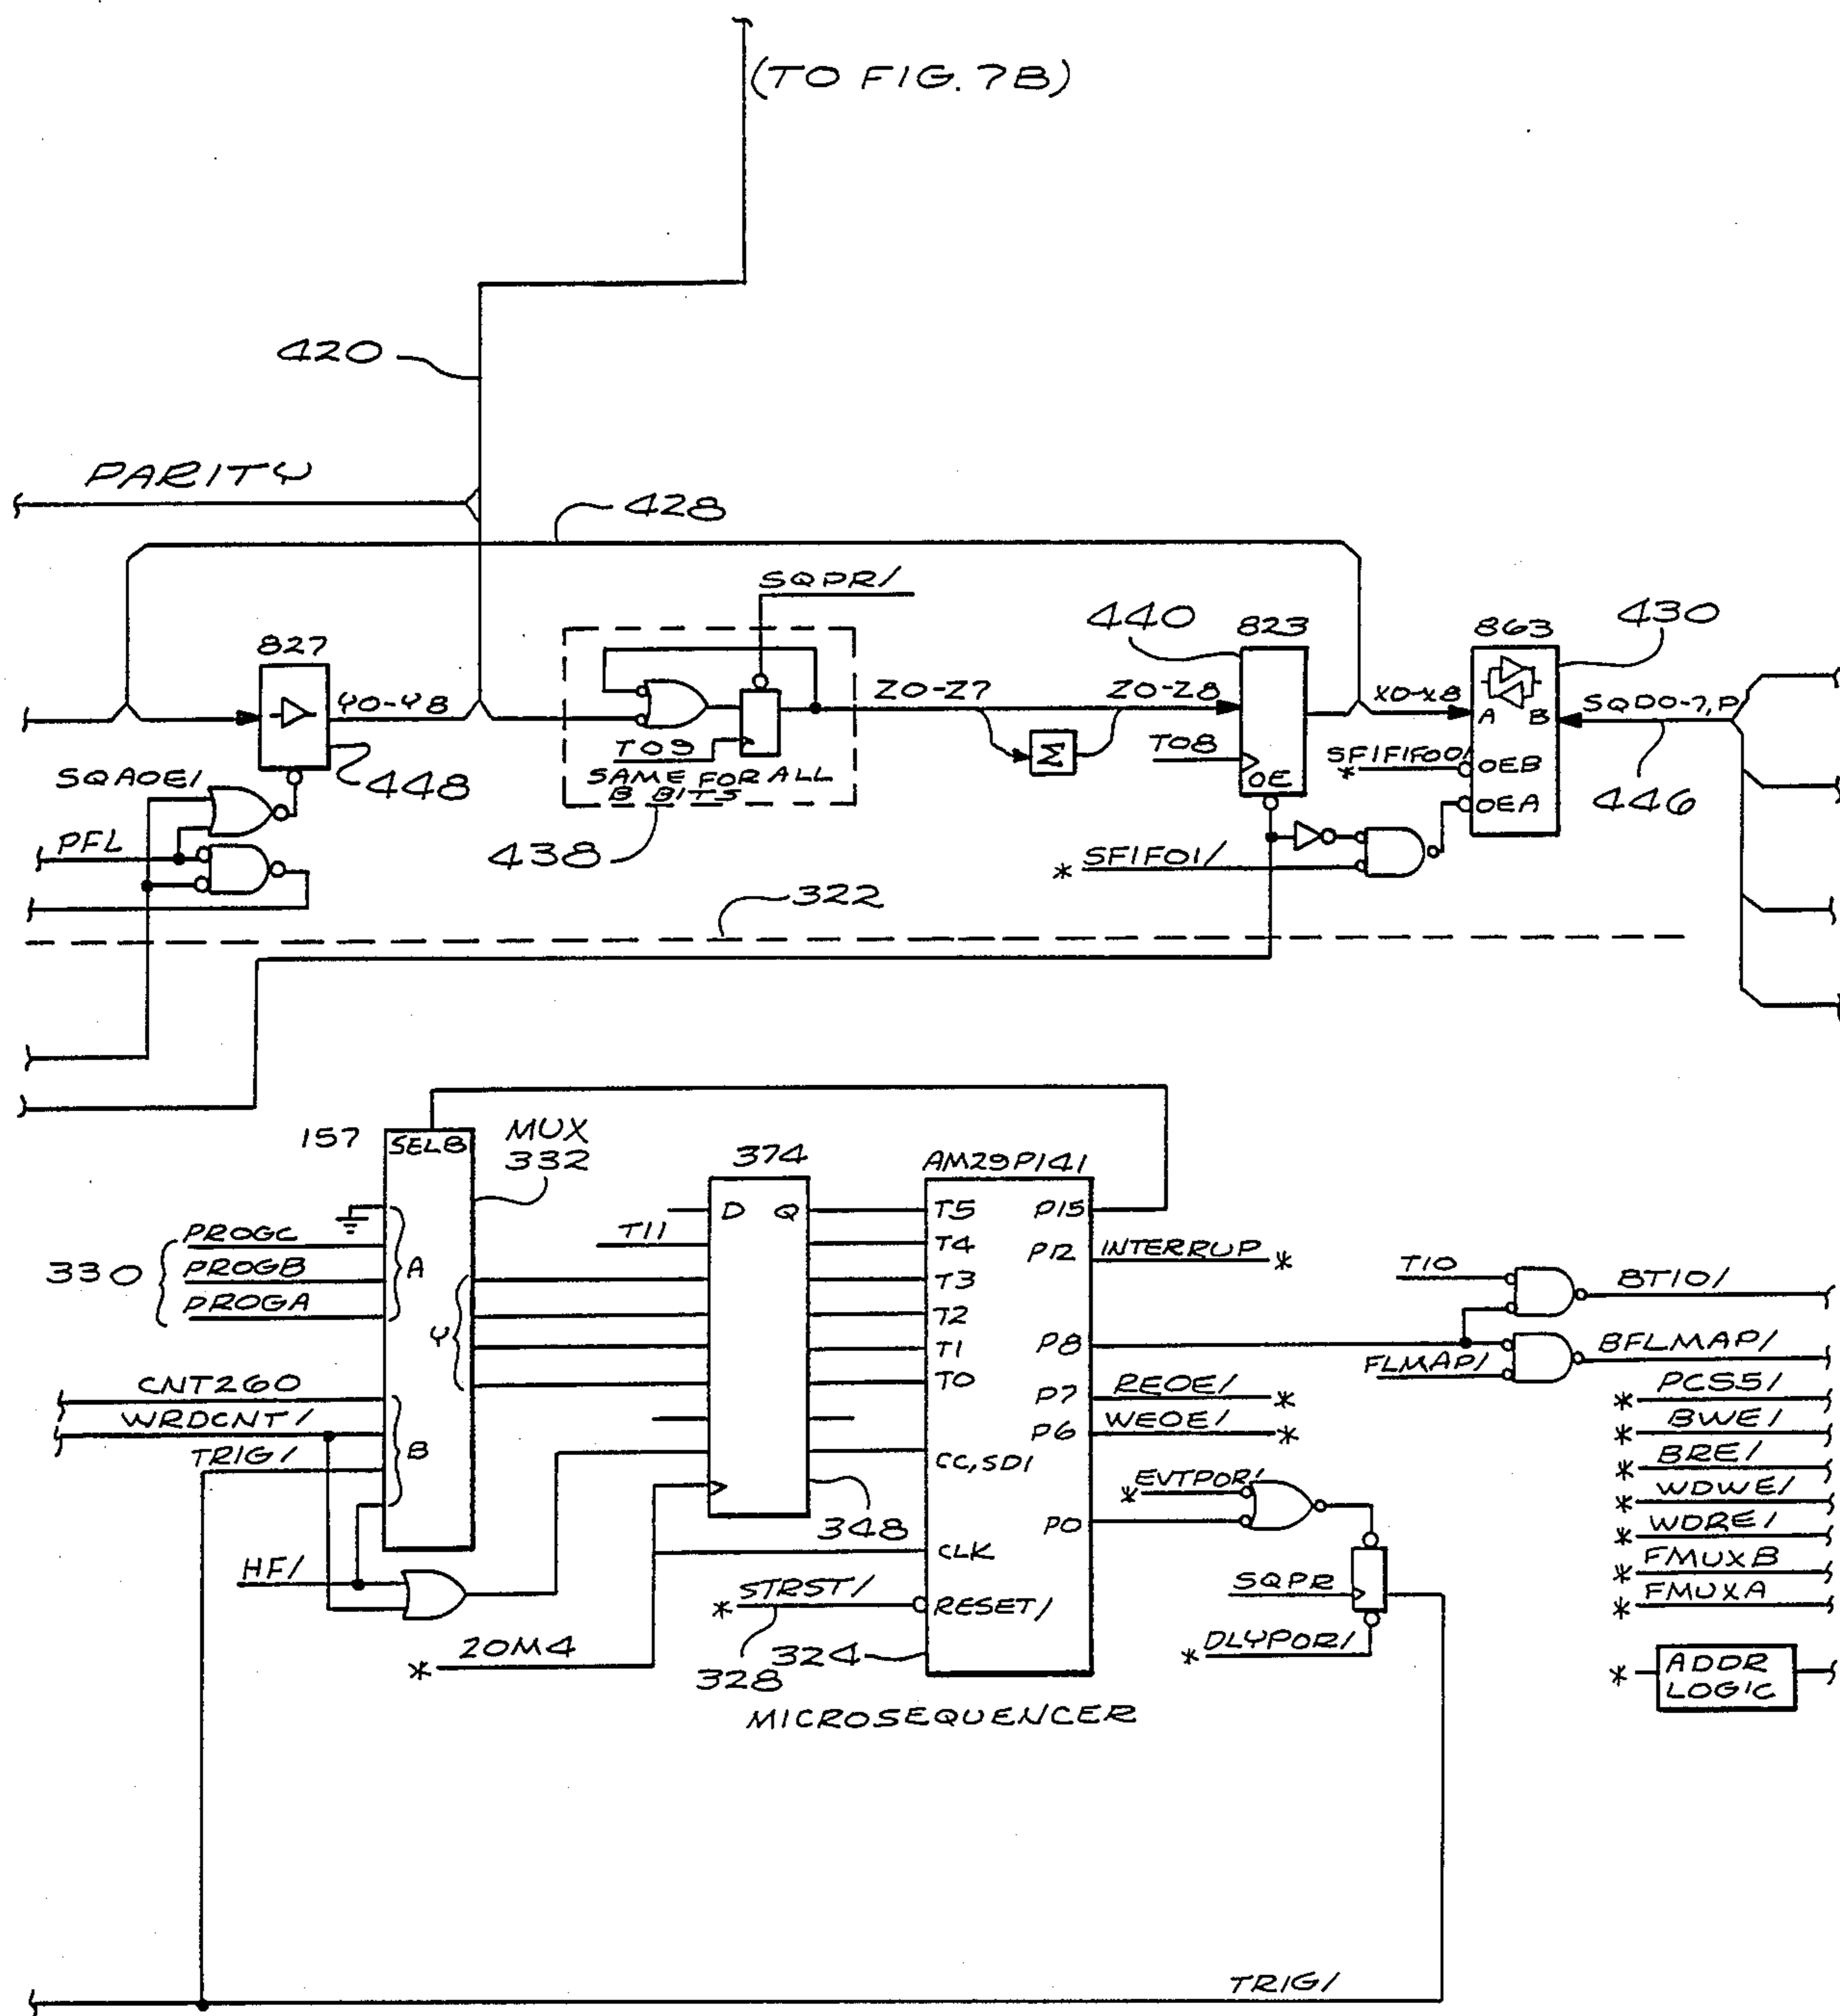 (TO FIG. 7B)
420
PARITY
428
SQPR/
827
Y0-Y8
SQAOE/
448
PFL
T09
SAME FOR ALL
B BITS
438
Z0-Z7
Σ
Z0-Z8
440
823
T08
OE
X0-X8
863
430
A B
SQD0-7,P
446
SFIFIFO0/
*
OEB
OEA
* SFIFO1/
322
157
SELB
MUX
332
374
AM29P141
330
PROGC
PROGB
PROGA
A
Y
CNT260
WRDCNT/
TRIG/
B
HF/
T11
D Q
348
* 20M4
T5
T4
T3
T2
T1
T0
CC,SDI
CLK
RESET/
P15
P12
P8
P7
P6
P0
* STRST/
328
324
MICROSEQUENCER
INTERRUP *
REOE/ *
WEOE/ *
* EVTPOR/
SQPR
* DLYPOR/
T10
BT10/
FLMAP/
BFLMAP/
* PCS5/
* BWE/
* BRE/
* WDWE/
* WDRE/
* FMUXB
* FMUXA
* ADDR
LOGIC
TRIG/